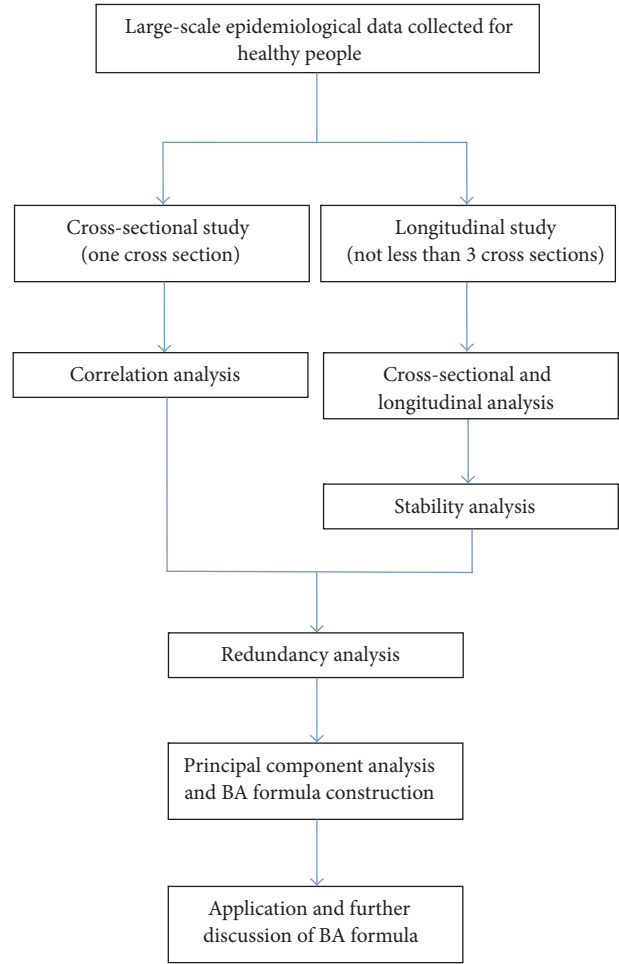 Large-scale epidemiological data collected for
healthy people
Cross-sectional study
(one cross section)
Longitudinal study
(not less than 3 cross sections)
Correlation analysis
Cross-sectional and
longitudinal analysis
Stability analysis
Redundancy analysis
Principal component analysis
and BA formula construction
Application and further
discussion of BA formula